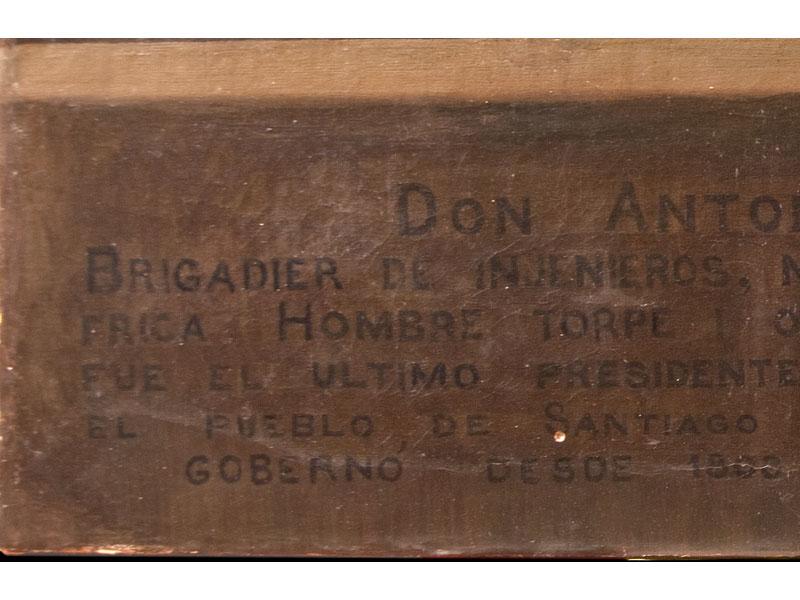 DON ANTO
BRIGADIER DE INJENIEROS, N
FRICA HOMBRE TORPE I O
FUE EL ULTIMO PRESIDENTE
EL PUEBLO, DE SANTIAGO
GOBERNO DESDE